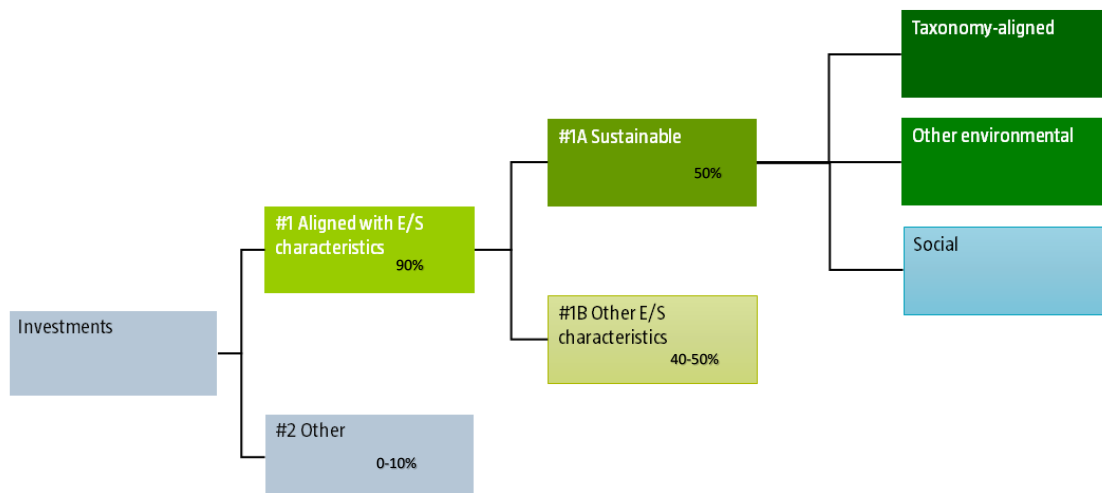 Investments
#1 Aligned with E/S
characteristics
90%
#2 Other
0-10%
#1A Sustainable
50%
#1B Other E/S
characteristics
40-50%
Taxonomy-aligned
Other environmental
Social